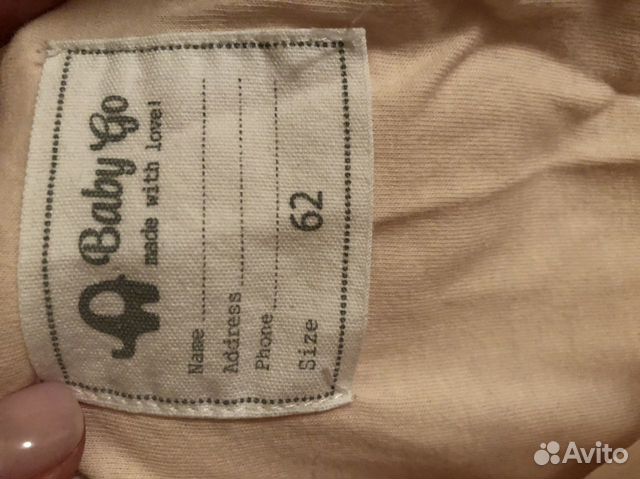 Baby Go
made with love!
Name
Address
Phone
Size 62
Avito